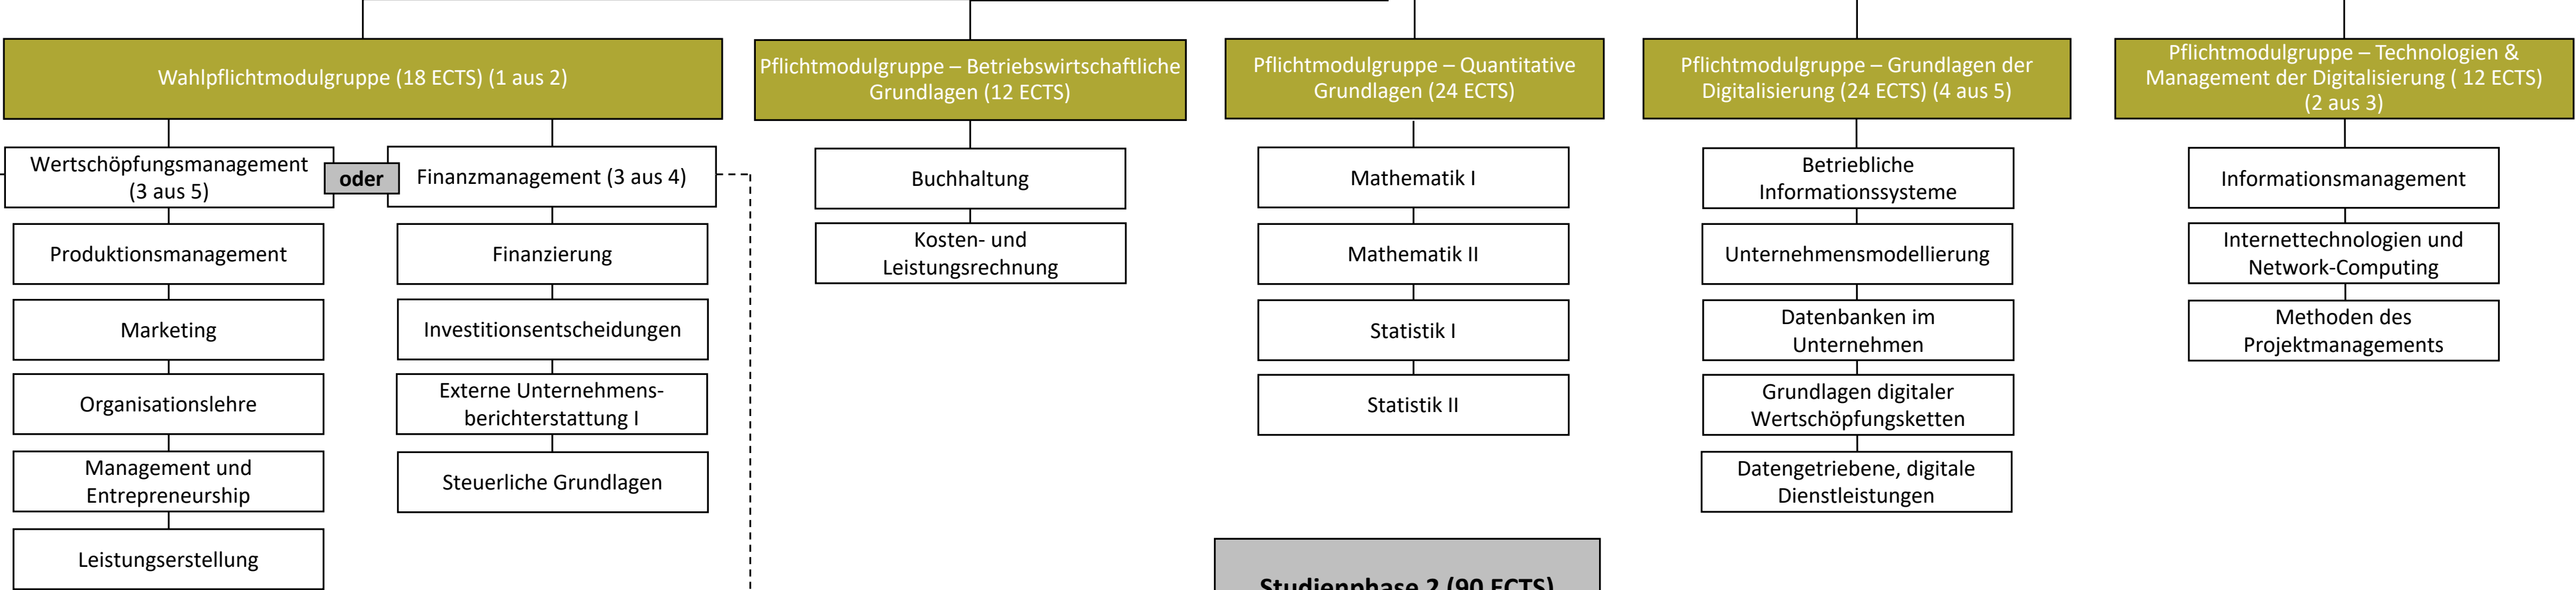 Wahlpflichtmodulgruppe (18 ECTS) (1 aus 2)
Wertschöpfungsmanagement
(3 aus 5)
oder
Finanzmanagement (3 aus 4)
Produktionsmanagement
Marketing
Organisationslehre
Management und
Entrepreneurship
Leistungserstellung
Finanzierung
Investitionsentscheidungen
Externe Unternehmens-
berichterstattung I
Steuerliche Grundlagen
Pflichtmodulgruppe – Betriebswirtschaftliche
Grundlagen (12 ECTS)
Buchhaltung
Kosten- und
Leistungsrechnung
Pflichtmodulgruppe – Quantitative
Grundlagen (24 ECTS)
Mathematik I
Mathematik II
Statistik I
Statistik II
Pflichtmodulgruppe – Grundlagen der
Digitalisierung (24 ECTS) (4 aus 5)
Betriebliche
Informationssysteme
Unternehmensmodellierung
Datenbanken im
Unternehmen
Grundlagen digitaler
Wertschöpfungsketten
Datengetriebene, digitale
Dienstleistungen
Pflichtmodulgruppe – Technologien &
Management der Digitalisierung ( 12 ECTS)
(2 aus 3)
Informationsmanagement
Internettechnologien und
Network-Computing
Methoden des
Projektmanagements
Studienphase 2 (90 ECTS)